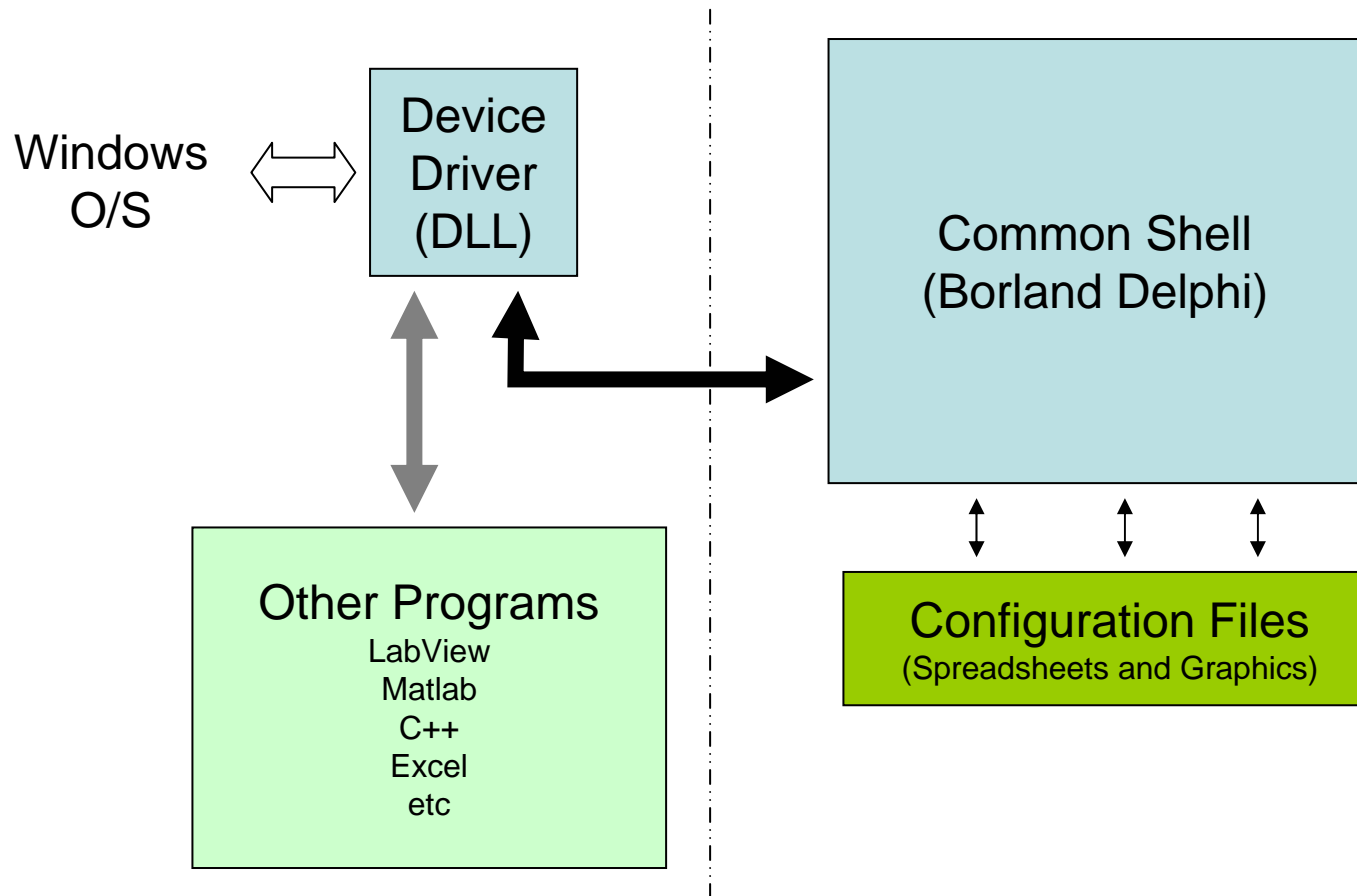 Windows
O/S
Device
Driver
(DLL)
Common Shell
(Borland Delphi)
Other Programs
LabView
Matlab
C++
Excel
etc
Configuration Files
(Spreadsheets and Graphics)